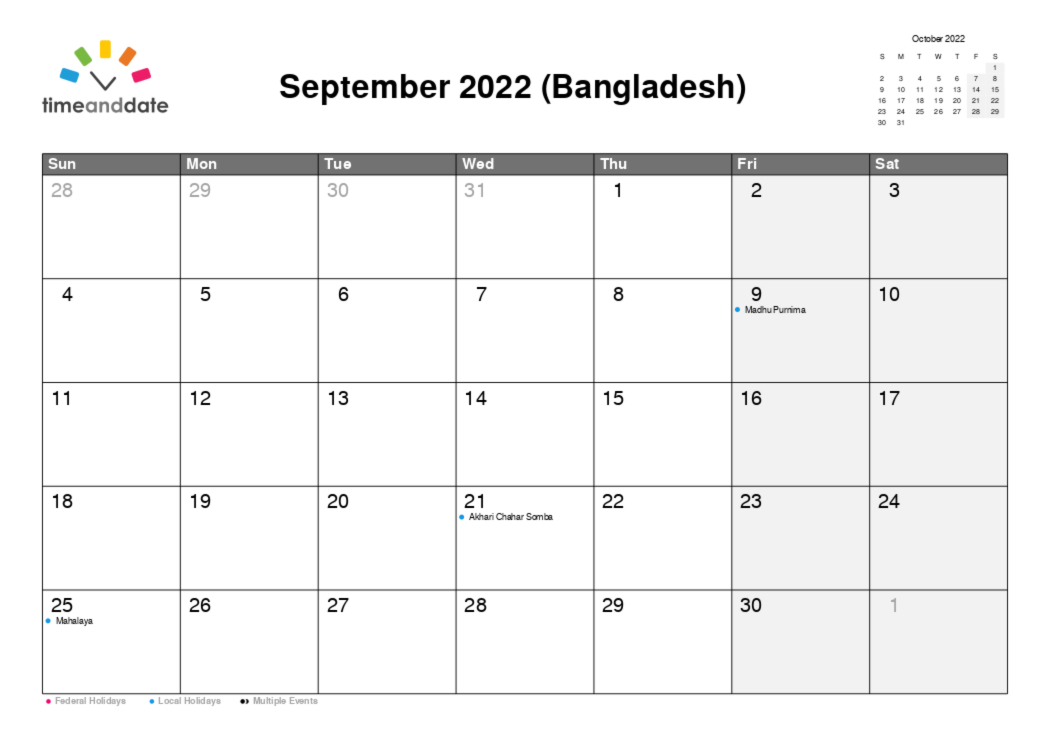 October 2022
S M T W T F S
1
2 3 4 5 6 7 8
9 10 11 12 13 14 15
16 17 18 19 20 21 22
23 24 25 26 27 28 29
30 31
timeanddate
September 2022 (Bangladesh)
Sun Mon Tue Wed Thu Fri Sat
28 29 30 31 1 2 3
4 5 6 7 8 9 10
Madhu Purnima
11 12 13 14 15 16 17
18 19 20 21 22 23 24
Akhari Chahar Somba
25 26 27 28 29 30 1
Mahalaya
Federal Holidays Local Holidays Multiple Events